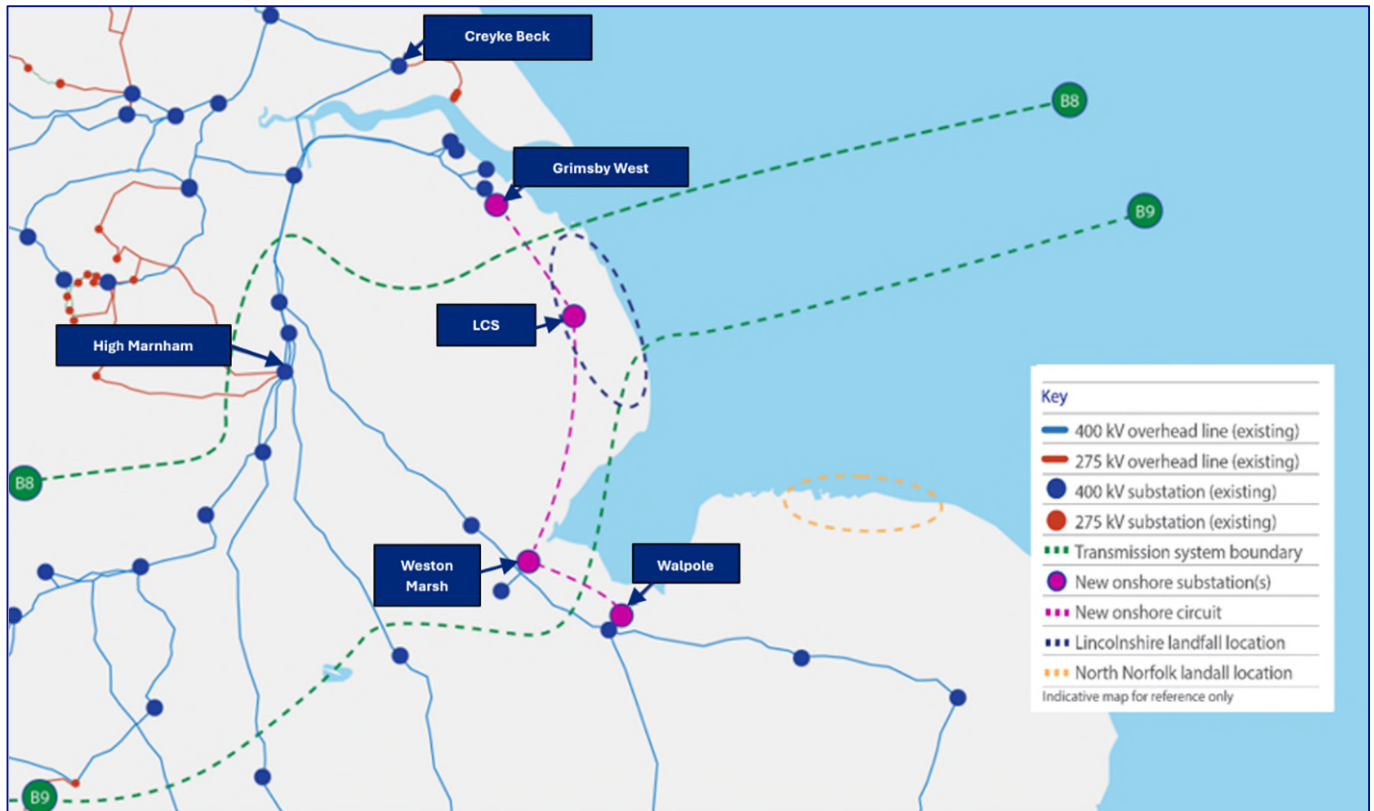 Creyke Beck
B8
Grimsby West
B9
LCS
High Marnham
Key
400 kV overhead line (existing)
275 kV overhead line (existing)
B8
400 kV substation (existing)
275 kV substation (existing)
Weston
Marsh
Walpole
Transmission system boundary
New onshore substation(s)
New onshore circuit
Lincolnshire landfall location
North Norfolk landall location
Indicative map for reference only
B9